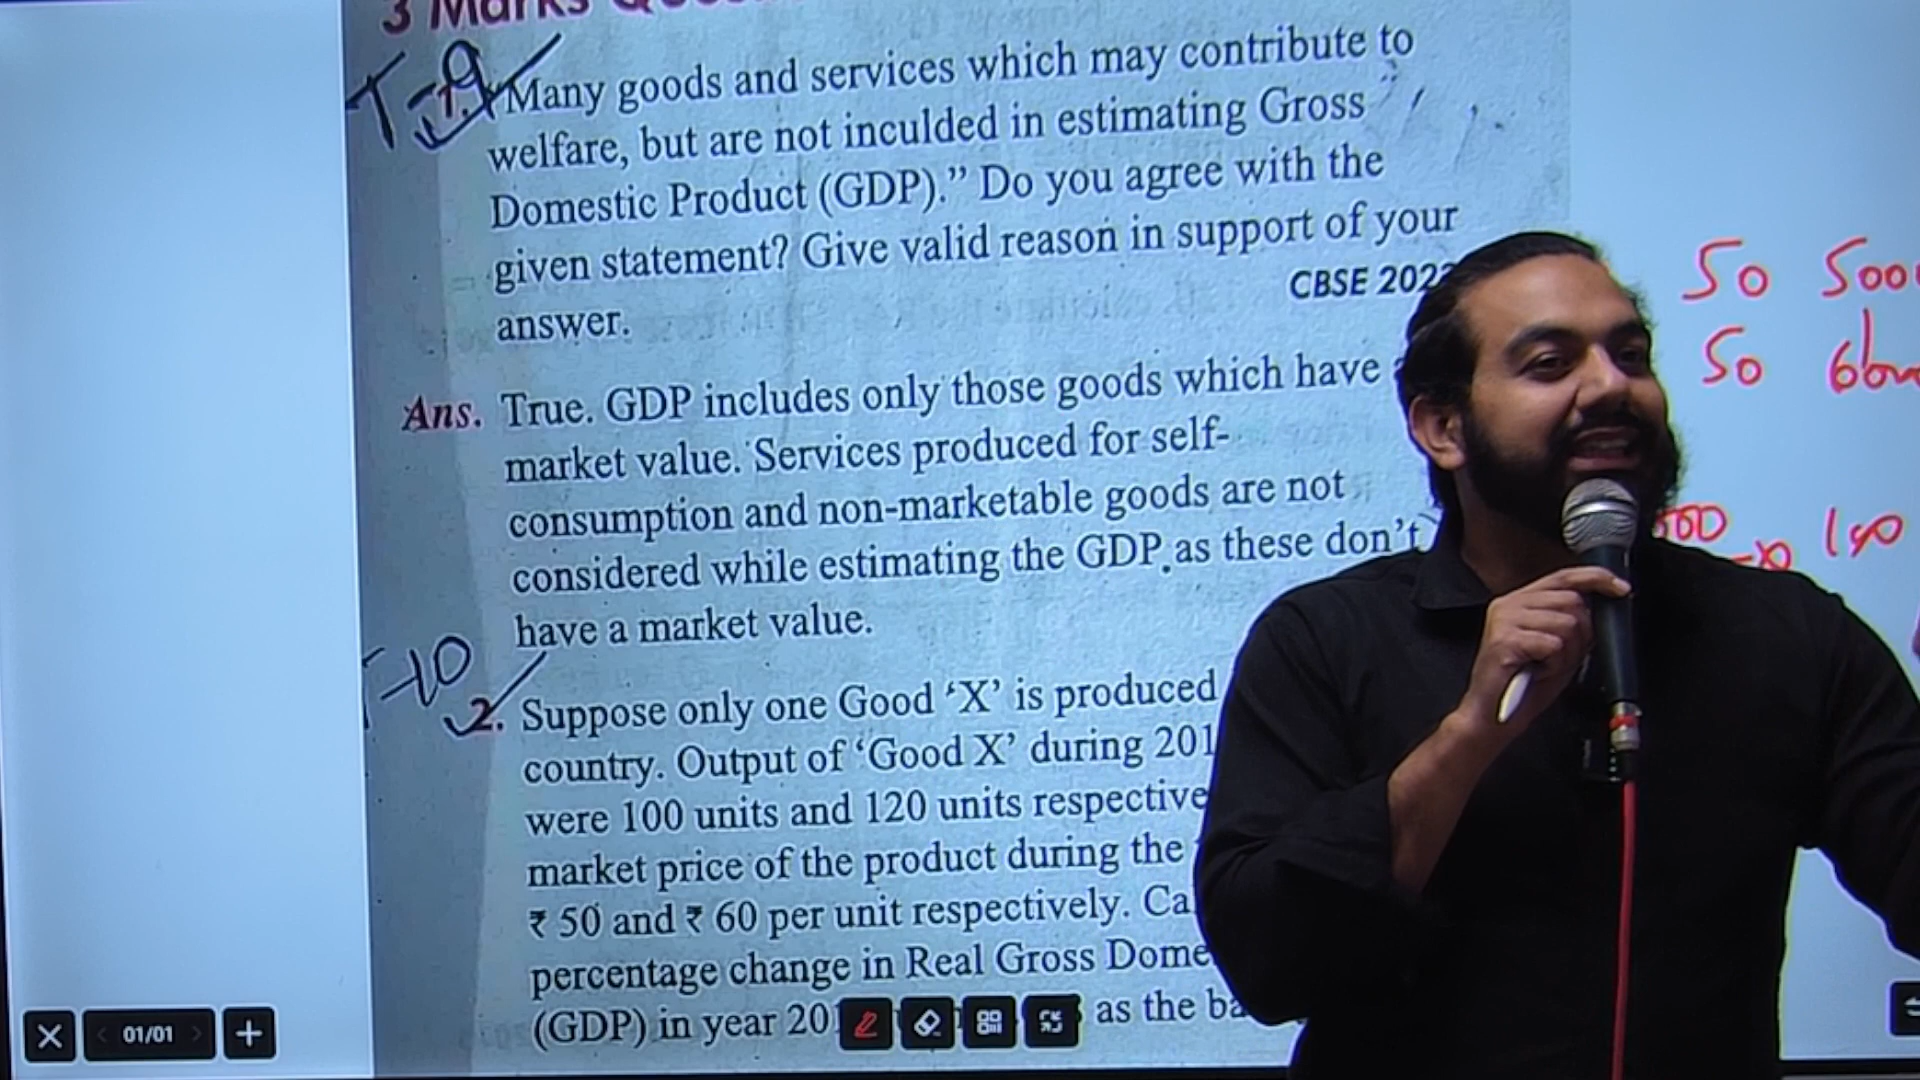 3 Marks
T-9
1. Many goods and services which may contribute to
welfare, but are not inculded in estimating Gross
Domestic Product (GDP).” Do you agree with the
given statement? Give valid reason in support of your
answer.
CBSE 202
Ans. True. GDP includes only those goods which have
market value. Services produced for self-
consumption and non-marketable goods are not
considered while estimating the GDP as these don’t
have a market value.
T-10
2. Suppose only one Good ‘X’ is produced
country. Output of ‘Good X’ during 201
were 100 units and 120 units respective
market price of the product during the
₹ 50 and ₹ 60 per unit respectively. Ca
percentage change in Real Gross Dome
(GDP) in year 201 as the ba
50 500
50 6000
000
x 100
01/01